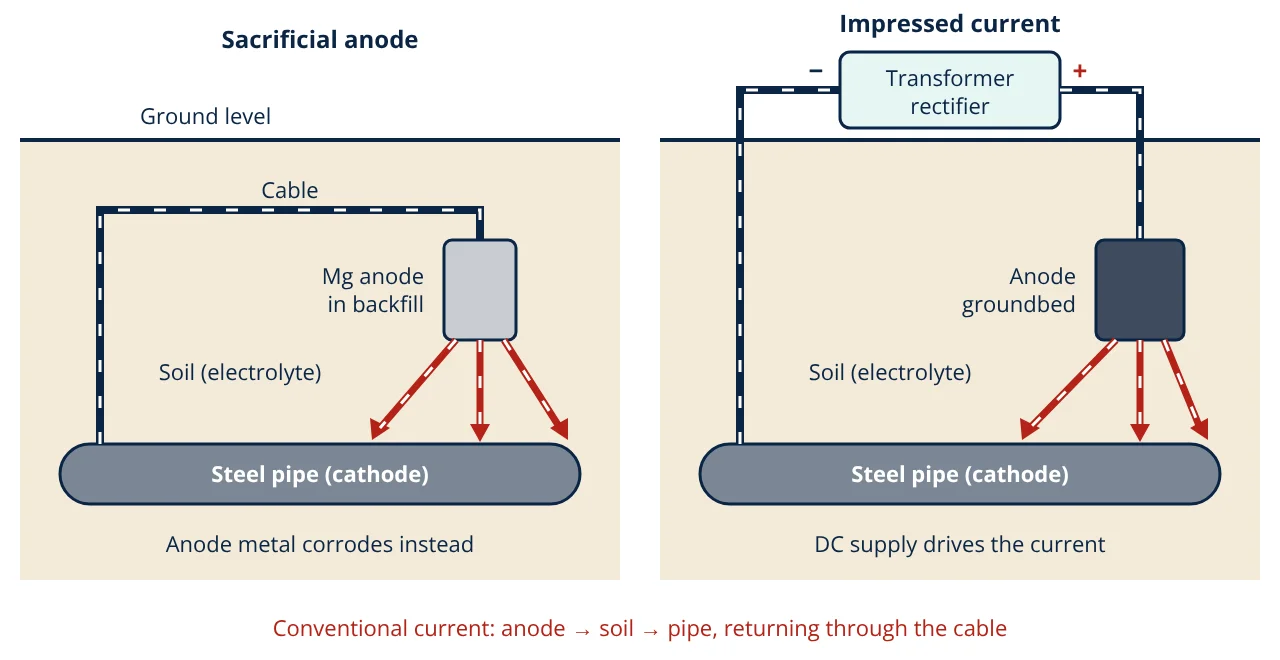 Sacrificial anode
Ground level
Cable
Mg anode
in backfill
Soil (electrolyte)
Steel pipe (cathode)
Anode metal corrodes instead
Impressed current
−
Transformer
rectifier
+
Anode
groundbed
Soil (electrolyte)
Steel pipe (cathode)
DC supply drives the current
Conventional current: anode → soil → pipe, returning through the cable